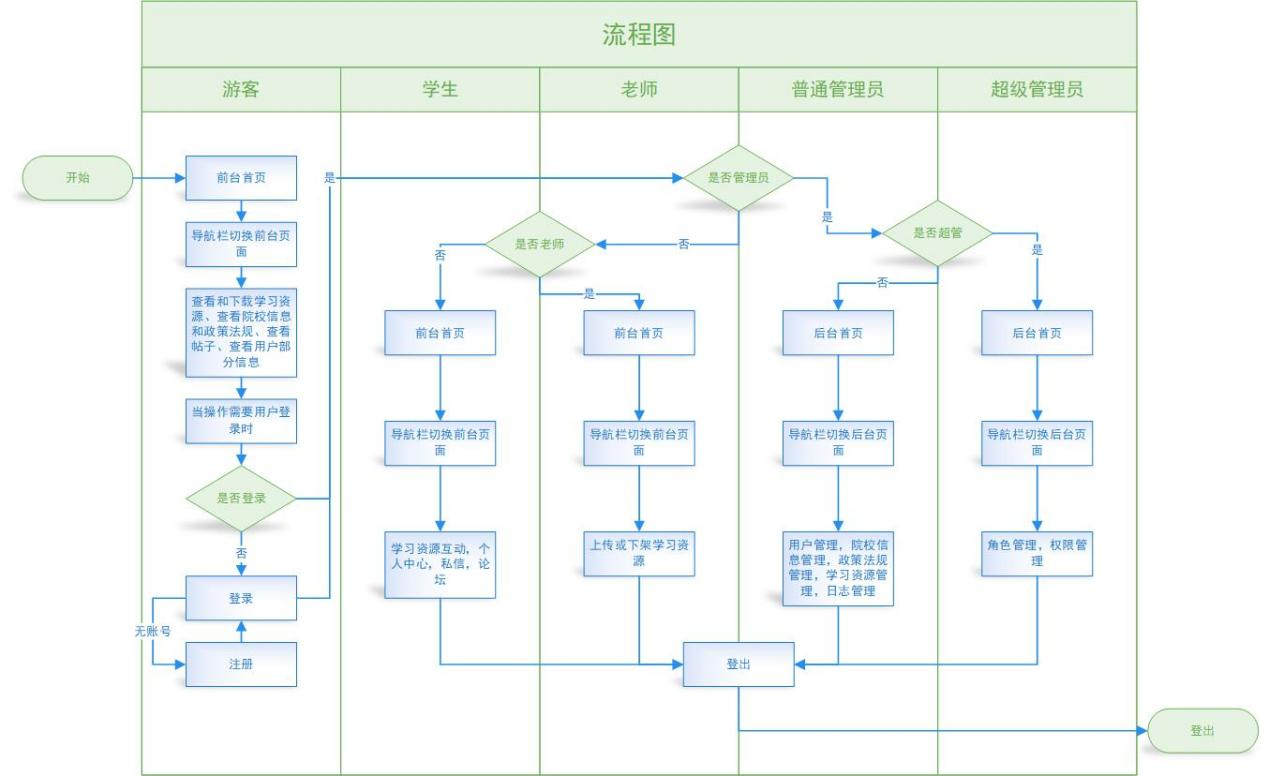 流程图
游客
学生
老师
普通管理员
超级管理员
开始
前台首页
是
是否管理员
是
导航栏切换前台页
面
是否老师
否
是否超管
否
是
查看和下载学习资
源、查看院校信息
和政策法规、查看
帖子、查看用户部
分信息
是
否
前台首页
前台首页
后台首页
后台首页
当操作需要用户登
录时
导航栏切换前台页
面
导航栏切换前台页
面
导航栏切换后台页
面
导航栏切换后台页
面
是否登录
否
学习资源互动，个
人中心，私信，论
坛
上传或下架学习资
源
用户管理，院校信
息管理，政策法规
管理，学习资源管
理，日志管理
角色管理，权限管
理
登录
无账号
注册
登出
登出